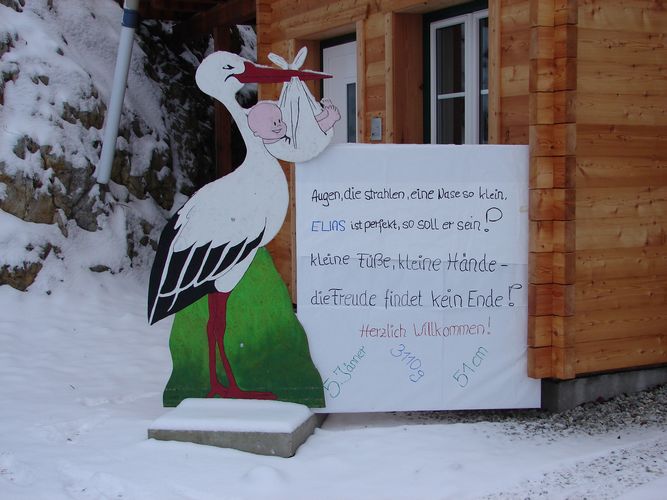 Augen, die strahlen, eine Nase so klein,
ELIAS ist perfekt, so soll er sein!
kleine Füße, kleine Hände -
die Freude findet kein Ende!
Herzlich Willkommen!
5. Jänner 3110g 51cm